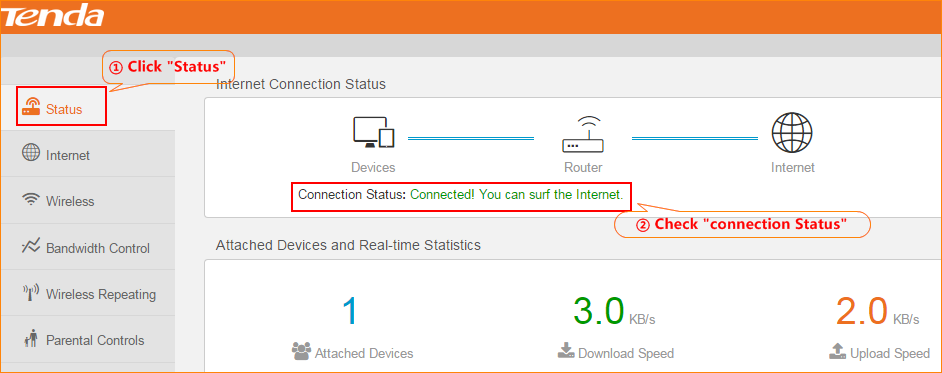 Tenda
① Click "Status"
Internet Connection Status
Status
Internet
Wireless
Bandwidth Control
Wireless Repeating
Parental Controls
Devices
Router
Internet
Connection Status: Connected! You can surf the Internet.
② Check "connection Status"
Attached Devices and Real-time Statistics
1
3.0 KB/s
2.0 KB/s
Attached Devices
Download Speed
Upload Speed